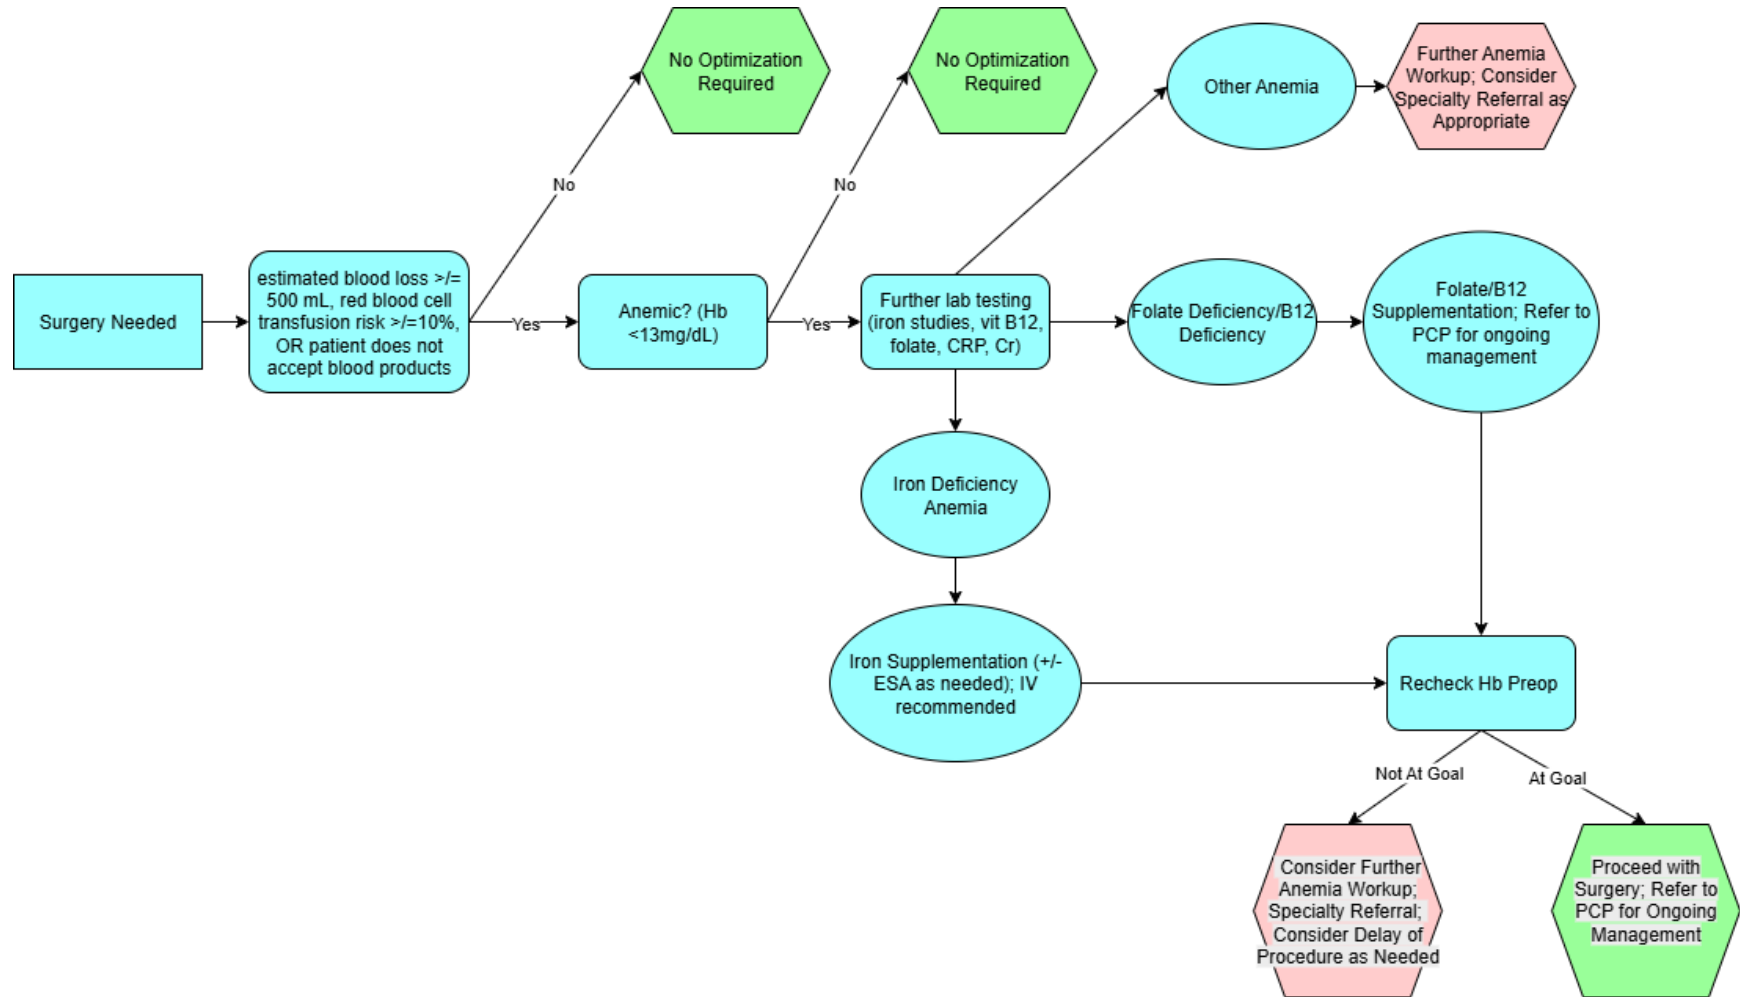 No Optimization
Required
No Optimization
Required
Other Anemia
Further Anemia
Workup; Consider
Specialty Referral as
Appropriate
No
No
Surgery Needed
estimated blood loss >/=
500 mL, red blood cell
transfusion risk >/=10%,
OR patient does not
accept blood products
Yes
Anemic? (Hb
<13mg/dL)
Yes
Further lab testing
(iron studies, vit B12,
folate, CRP, Cr)
Folate Deficiency/B12
Deficiency
Folate/B12
Supplementation; Refer to
PCP for ongoing
management
Iron Deficiency
Anemia
Iron Supplementation (+/-
ESA as needed); IV
recommended
Recheck Hb Preop
Not At Goal
At Goal
Consider Further
Anemia Workup;
Specialty Referral;
Consider Delay of
Procedure as Needed
Proceed with
Surgery; Refer to
PCP for Ongoing
Management